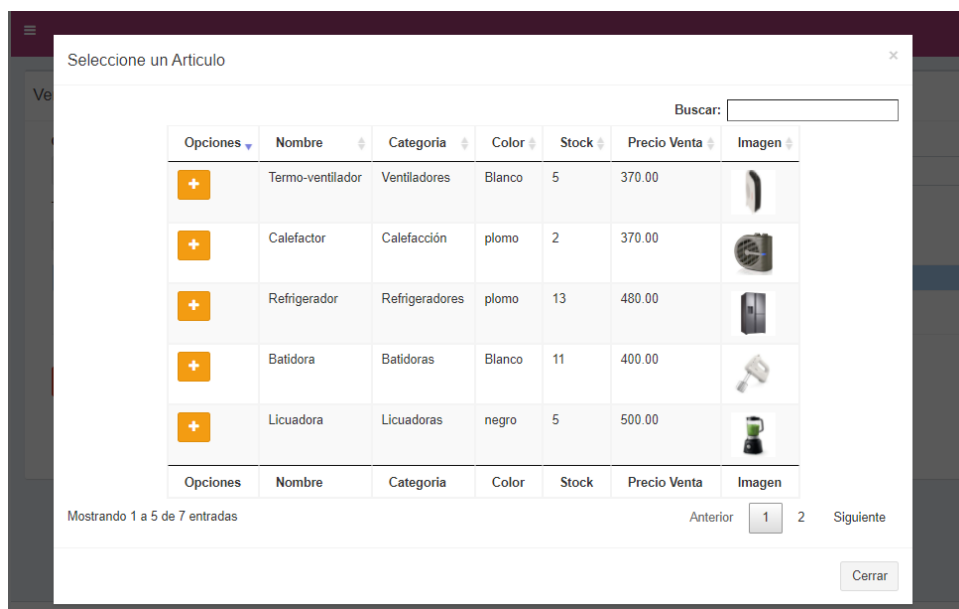 Seleccione un Articulo ×
Ve
Buscar:
Opciones Nombre Categoria Color Stock Precio Venta Imagen
Termo-ventilador Ventiladores Blanco 5 370.00
Calefactor Calefacción plomo 2 370.00
Refrigerador Refrigeradores plomo 13 480.00
Batidora Batidoras Blanco 11 400.00
Licuadora Licuadoras negro 5 500.00
Opciones Nombre Categoria Color Stock Precio Venta Imagen
Mostrando 1 a 5 de 7 entradas Anterior 1 2 Siguiente
Cerrar